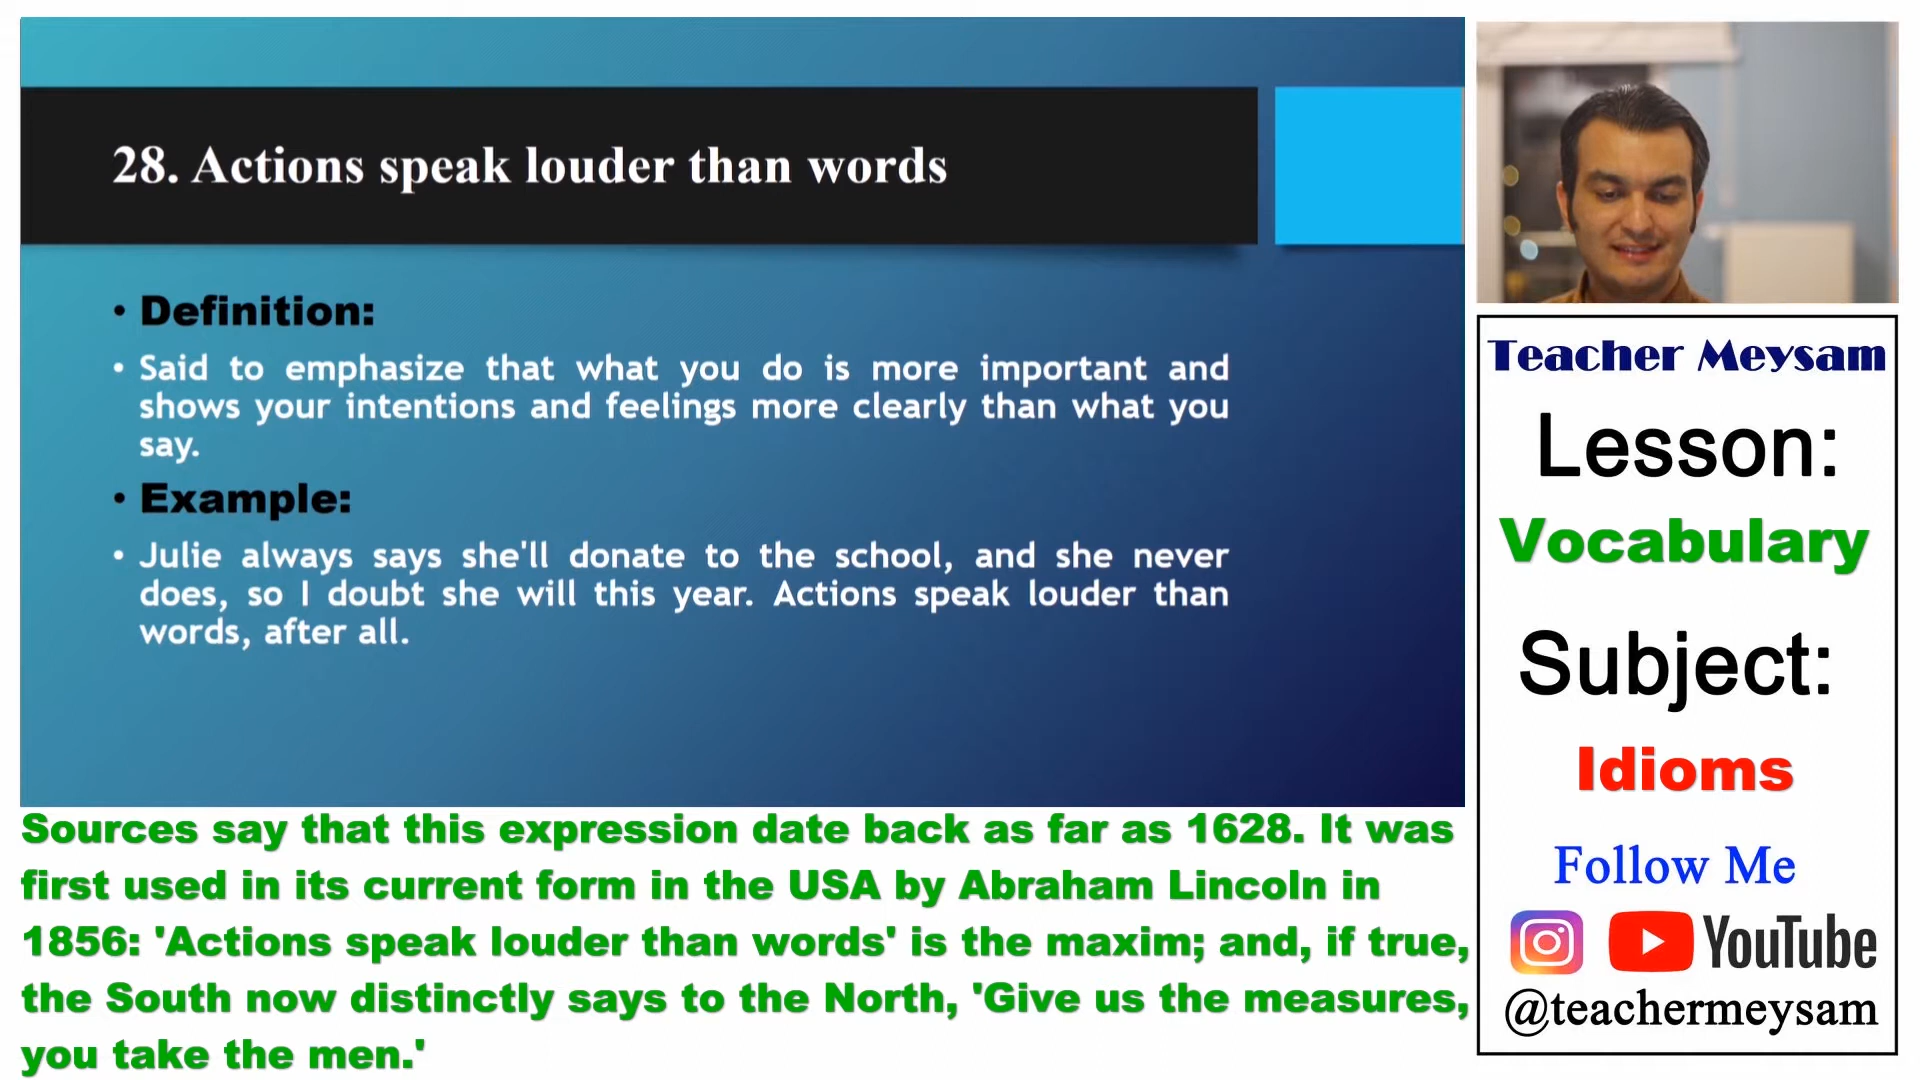 28. Actions speak louder than words
• Definition:
• Said to emphasize that what you do is more important and
shows your intentions and feelings more clearly than what you
say.
• Example:
• Julie always says she'll donate to the school, and she never
does, so I doubt she will this year. Actions speak louder than
words, after all.
Sources say that this expression date back as far as 1628. It was
first used in its current form in the USA by Abraham Lincoln in
1856: 'Actions speak louder than words' is the maxim; and, if true,
the South now distinctly says to the North, 'Give us the measures,
you take the men.'
Teacher Meysam
Lesson:
Vocabulary
Subject:
Idioms
Follow Me
YouTube
@teachermeysam